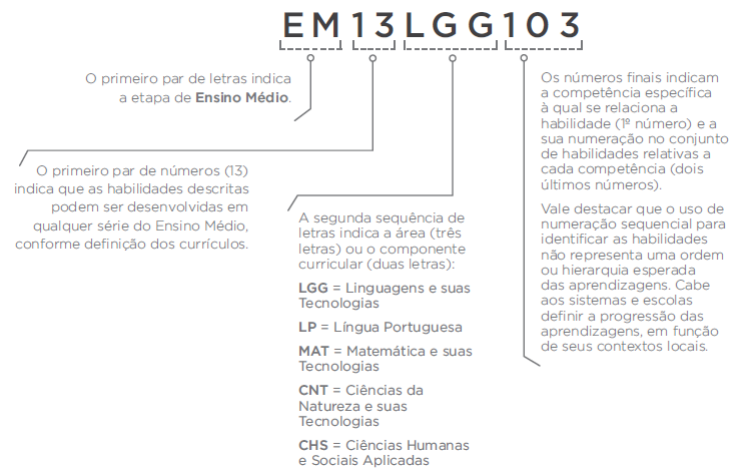 EM13LGG103
O primeiro par de letras indica
a etapa de Ensino Médio.
O primeiro par de números (13)
indica que as habilidades descritas
podem ser desenvolvidas em
qualquer série do Ensino Médio,
conforme definição dos currículos.
A segunda sequência de
letras indica a área (três
letras) ou o componente
curricular (duas letras):
LGG = Linguagens e suas
Tecnologias
LP = Língua Portuguesa
MAT = Matemática e suas
Tecnologias
CNT = Ciências da
Natureza e suas
Tecnologias
CHS = Ciências Humanas
e Sociais Aplicadas
Os números finais indicam
a competência específica
à qual se relaciona a
habilidade (1º número) e a
sua numeração no conjunto
de habilidades relativas a
cada competência (dois
últimos números).
Vale destacar que o uso de
numeração sequencial para
identificar as habilidades
não representa uma ordem
ou hierarquia esperada
das aprendizagens. Cabe
aos sistemas e escolas
definir a progressão das
aprendizagens, em função
de seus contextos locais.